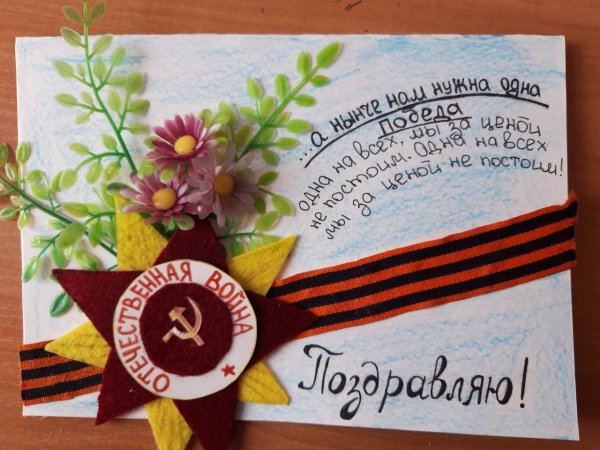 ...а нынче нам нужна одна
победа
одна на всех, мы за ценой
не постоим. Одна на всех
мы за ценой не постоим!
ОТЕЧЕСТВЕННАЯ ВОЙНА
Поздравляю!